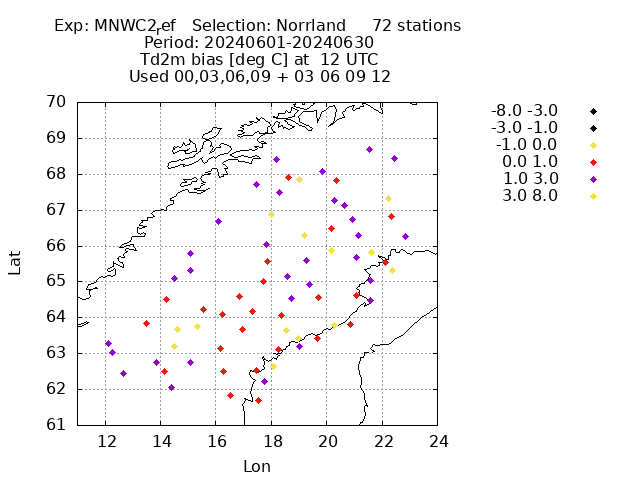 Exp: MNWC2ref Selection: Norrland 72 stations
Period: 20240601-20240630
Td2m bias [deg C] at 12 UTC
Used 00,03,06,09 + 03 06 09 12
70
69
68
67
66
65
64
63
62
61
12 14 16 18 20 22 24
Lat
Lon
-8.0 -3.0
-3.0 -1.0
-1.0 0.0
0.0 1.0
1.0 3.0
3.0 8.0